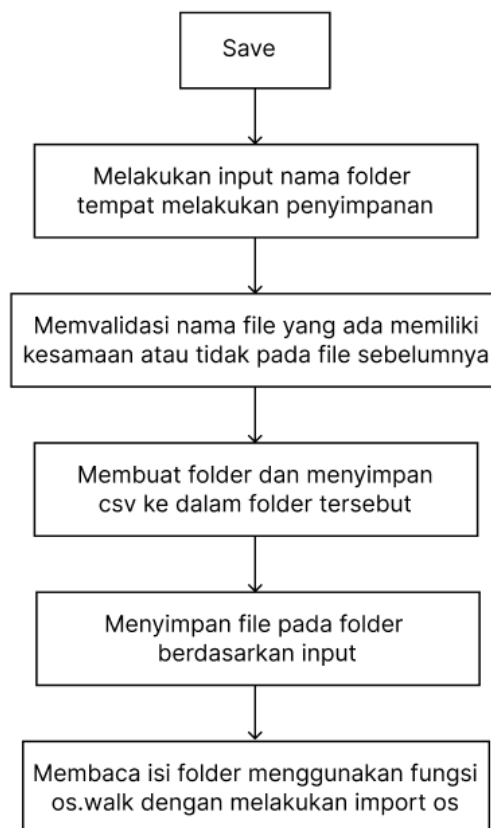 Save
Melakukan input nama folder
tempat melakukan penyimpanan
Memvalidasi nama file yang ada memiliki
kesamaan atau tidak pada file sebelumnya
Membuat folder dan menyimpan
csv ke dalam folder tersebut
Menyimpan file pada folder
berdasarkan input
Membaca isi folder menggunakan fungsi
os.walk dengan melakukan import os